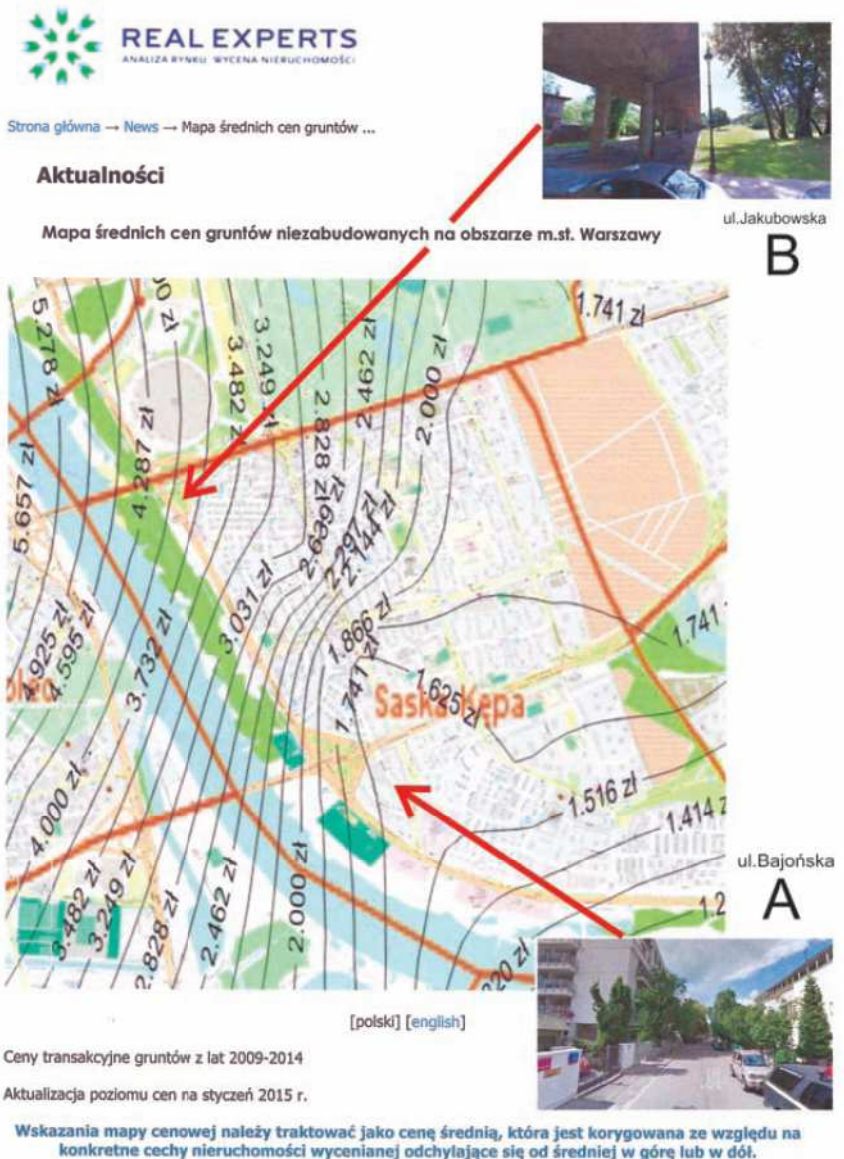 REAL EXPERTS
ANALIZA RYNKU WYCENA NIERUCHOMOŚCI
Strona główna → News → Mapa średnich cen gruntów ...
Aktualności
ul.Jakubowska
B
Mapa średnich cen gruntów niezabudowanych na obszarze m.st. Warszawy
5.278 zł
00 zł
3.482 zł
3.249 zł
2.828 zł
2.462 zł
2.000 zł
1.741 zł
5.657 zł
4.287 zł
2.297 zł
2.144 zł
3.031 zł
1.866 zł
1.741
4.925 zł
4.595 zł
3.732 zł
1.741 zł
1.625 zł
Saska Kępa
4.000 zł
1.516 zł
1.414 z
3.482 zł
3.249 zł
2.828 zł
2.462 zł
2.000 zł
1.2
220 zł
ul.Bajońska
A
[polski] [english]
Ceny transakcyjne gruntów z lat 2009-2014
Aktualizacja poziomu cen na styczeń 2015 r.
Wskazania mapy cenowej należy traktować jako cenę średnią, która jest korygowana ze względu na
konkretne cechy nieruchomości wycenianej odchylające się od średniej w górę lub w dół.